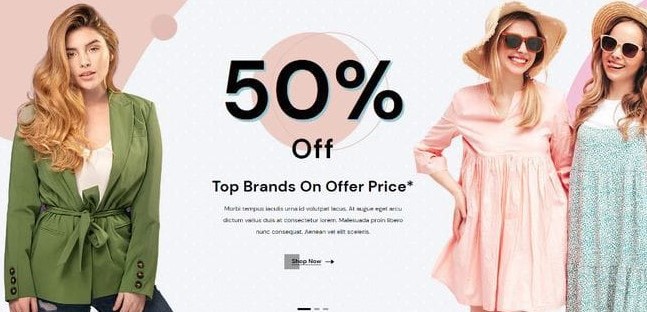 50%
Off
Top Brands On Offer Price*
Morbi tempus iaculis urna id volutpat lacus. At augue eget arcu
dictum varius duis at consectetur lorem. Malesuada proin libero
nunc consequat. Aenean vel elit sceleris.
Shop Now